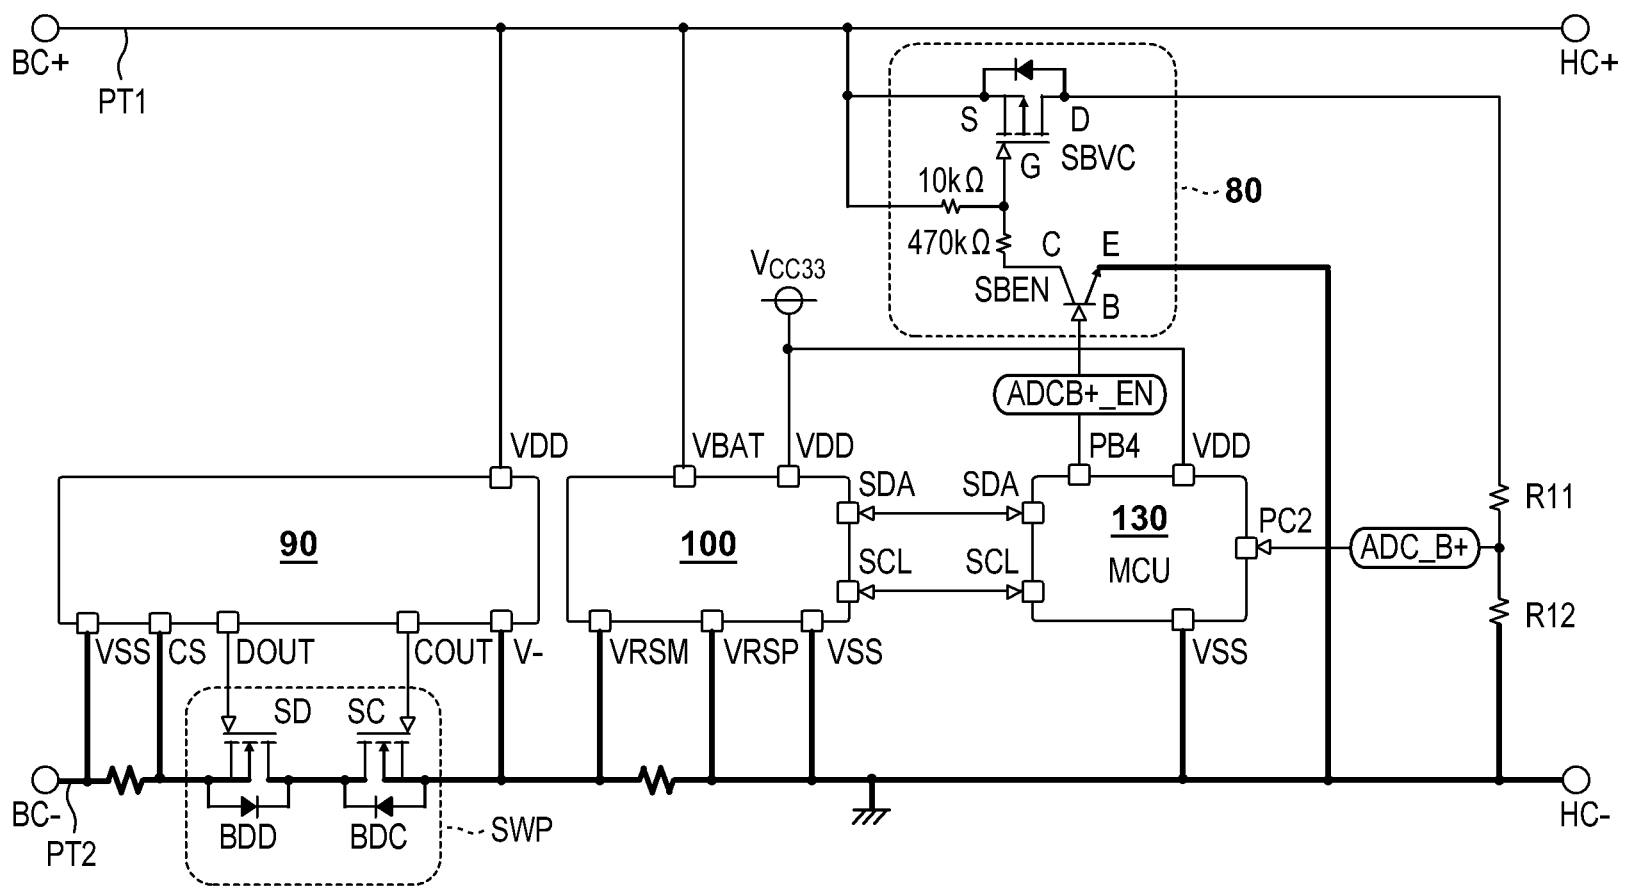 BC+
PT1
HC+
S
D
G
SBVC
10kΩ
80
470kΩ
C
E
SBEN
B
VCC33
ADCB+_EN
VDD
VBAT
VDD
PB4
VDD
SDA
SDA
90
100
130
MCU
PC2
ADC_B+
R11
SCL
SCL
R12
VSS
CS
DOUT
COUT
V-
VRSM
VRSP
VSS
VSS
SD
SC
BC-
PT2
BDD
BDC
SWP
HC-